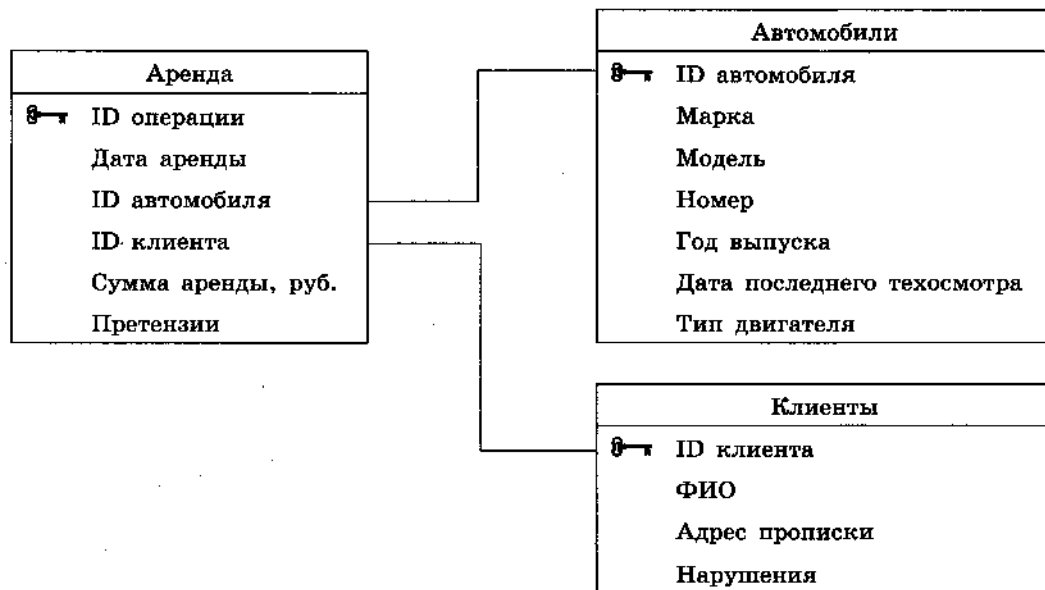 Аренда
ID операции
Дата аренды
ID автомобиля
ID клиента
Сумма аренды, руб.
Претензии
Автомобили
ID автомобиля
Марка
Модель
Номер
Год выпуска
Дата последнего техосмотра
Тип двигателя
Клиенты
ID клиента
ФИО
Адрес прописки
Нарушения